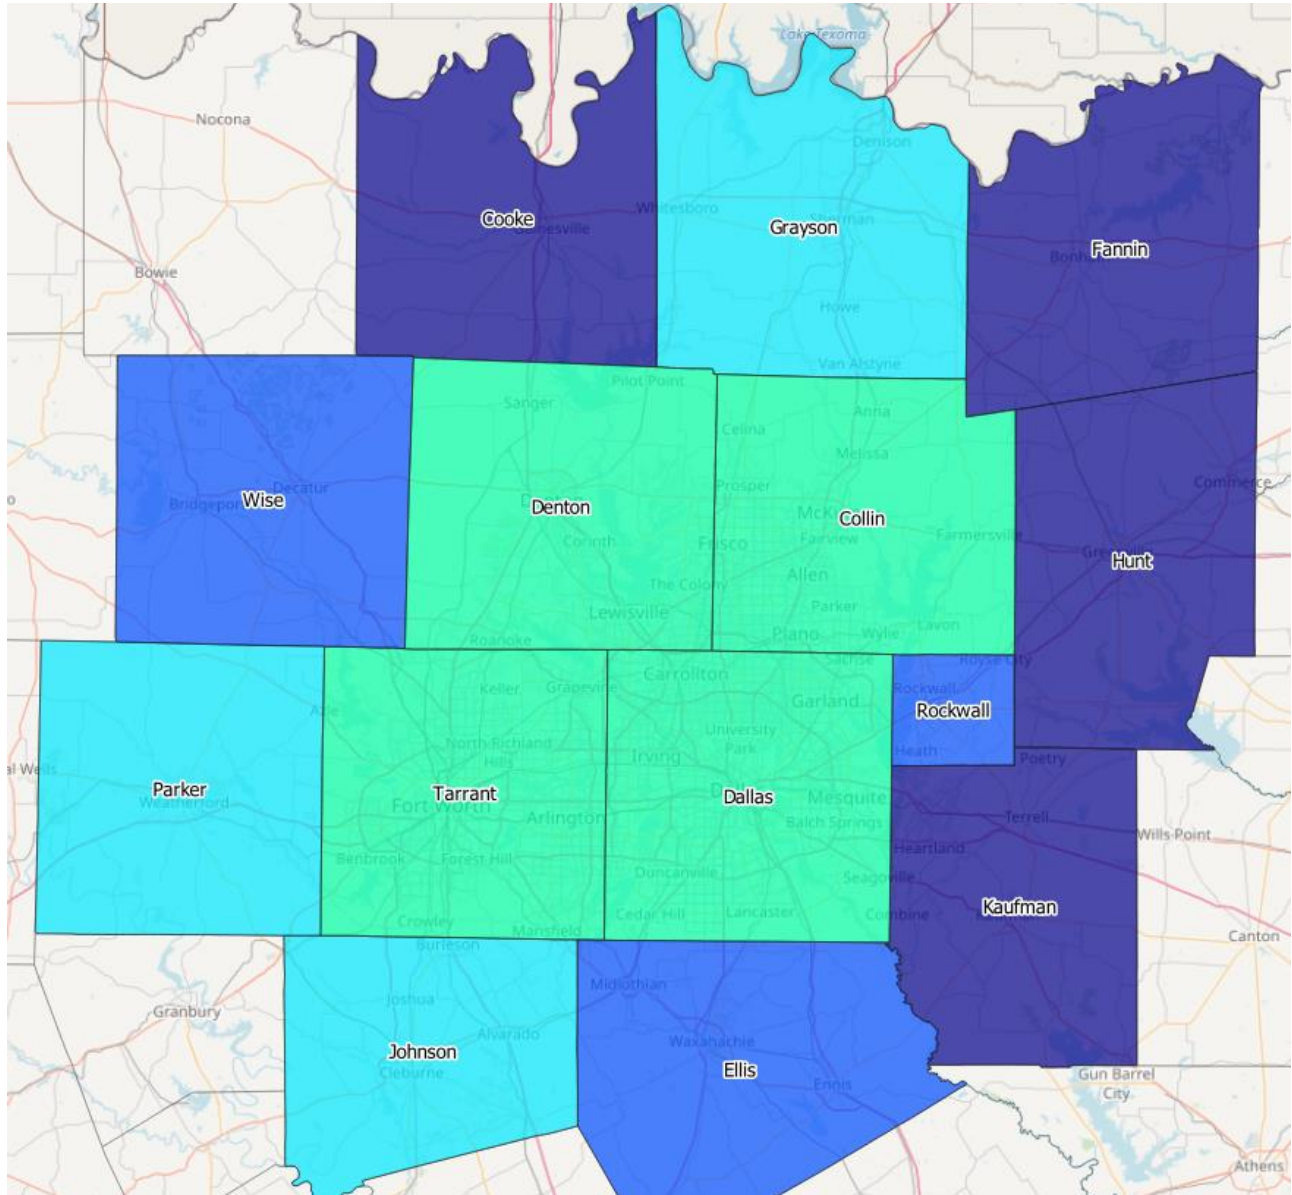 Lake Texoma
Nocona
Denison
Whitesboro
Cooke
Gainesville
Sherman
Grayson
Fannin
Bonham
Bowie
Howe
Van Alstyne
Pilot Point
Sanger
Anna
Celina
Melissa
Commerce
Prosper
Decatur
Wise
Bridgeport
Denton
Denton
McKi
Collin
Fairview
Farmersville
Corinth
Frisco
Hunt
Allen
The Colony
Parker
Lewisville
Lavon
Plano
Wylie
Roanoke
Sachse
Royse City
Carrollton
Keller
Grapevine
Rockwall
Garland
Rockwall
Azle
University
Park
North Richland
Hills
Irving
Heath
Poetry
al Wells
Parker
Weatherford
Tarrant
Fort Worth
Dallas
Mesquite
Arlington
Balch Springs
Terrell
Wills Point
Benbrook
Forest Hill
Heartland
Duncanville
Seagoville
Kaufman
Crowley
Cedar Hill
Lancaster
Combine
Mansfield
Burleson
Canton
Midlothian
Joshua
Granbury
Alvarado
Waxahachie
Johnson
Cleburne
Ellis
Ennis
Gun Barrel
City
Athens